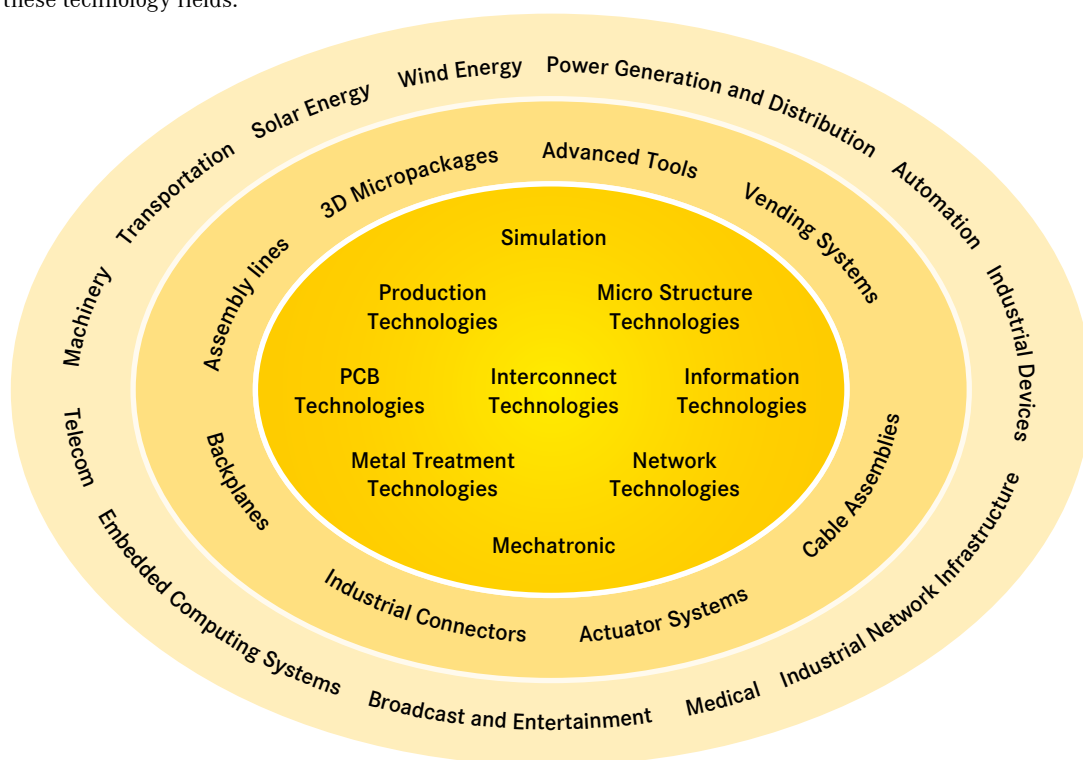 these technology fields.
Wind Energy
Power Generation and Distribution
Solar Energy
Transportation
Automation
Machinery
Industrial Devices
Telecom
Embedded Computing Systems
Broadcast and Entertainment
Medical
Industrial Network Infrastructure
3D Micropackages
Advanced Tools
Vending Systems
Assembly lines
Backplanes
Industrial Connectors
Actuator Systems
Cable Assemblies
Simulation
Production
Technologies
Micro Structure
Technologies
PCB
Technologies
Interconnect
Technologies
Information
Technologies
Metal Treatment
Technologies
Network
Technologies
Mechatronic